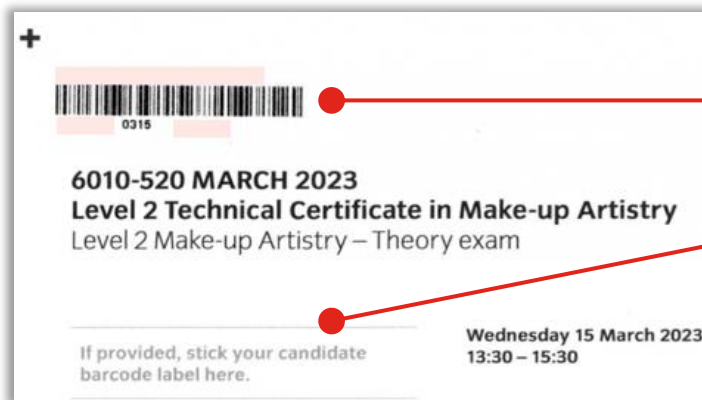 +
0315
6010-520 MARCH 2023
Level 2 Technical Certificate in Make-up Artistry
Level 2 Make-up Artistry – Theory exam
If provided, stick your candidate
barcode label here.
Wednesday 15 March 2023
13:30 – 15:30